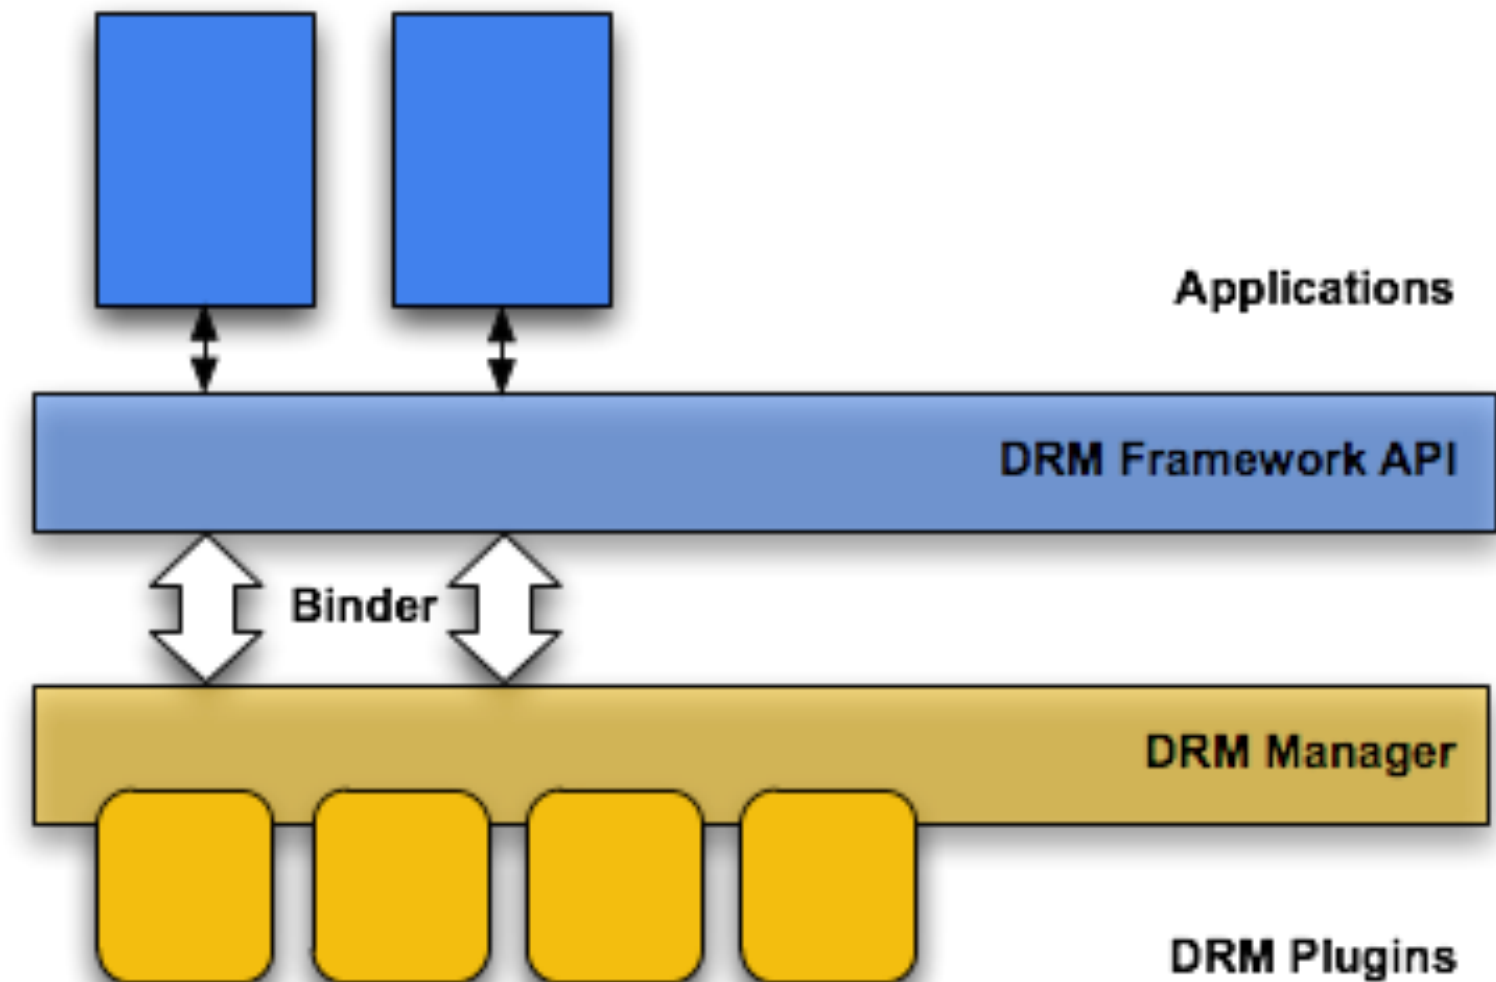 Applications
DRM Framework API
Binder
DRM Manager
DRM Plugins